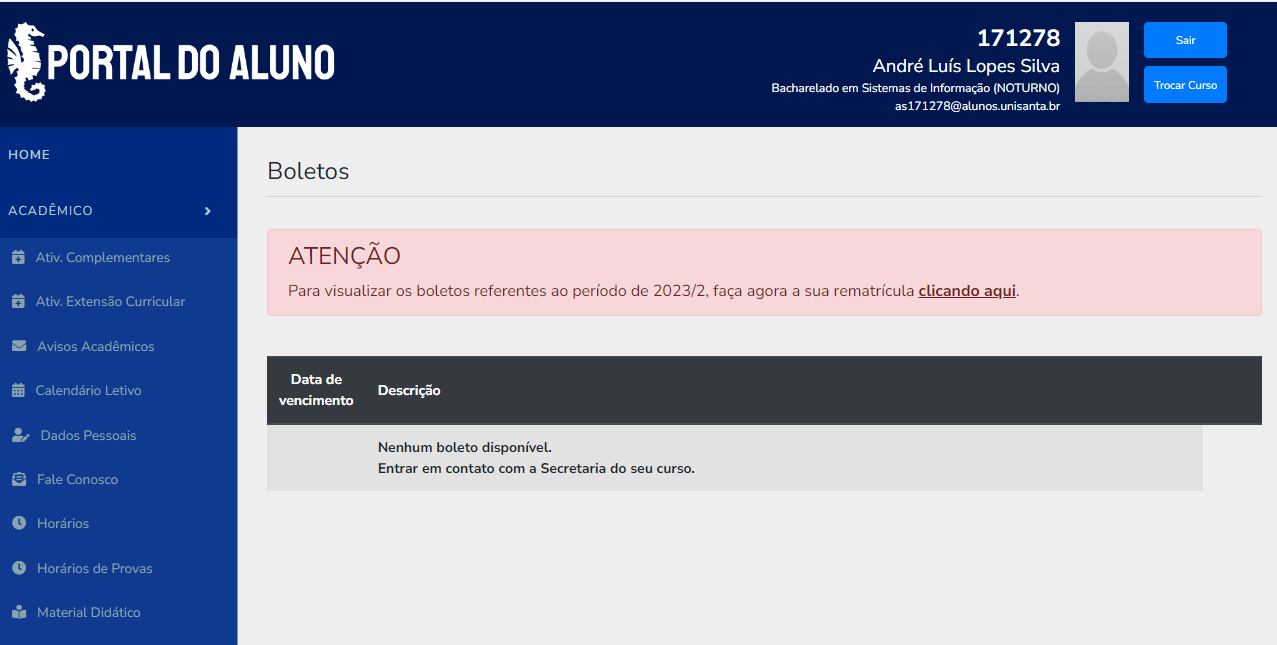 PORTAL DO ALUNO
171278
André Luís Lopes Silva
Bacharelado em Sistemas de Informação (NOTURNO)
as171278@alunos.unisanta.br
Sair
Trocar Curso
HOME
ACADÊMICO
Ativ. Complementares
Ativ. Extensão Curricular
Avisos Acadêmicos
Calendário Letivo
Dados Pessoais
Fale Conosco
Horários
Horários de Provas
Material Didático
Boletos
ATENÇÃO
Para visualizar os boletos referentes ao período de 2023/2, faça agora a sua rematrícula clicando aqui.
Data de
vencimento
Descrição
Nenhum boleto disponível.
Entrar em contato com a Secretaria do seu curso.